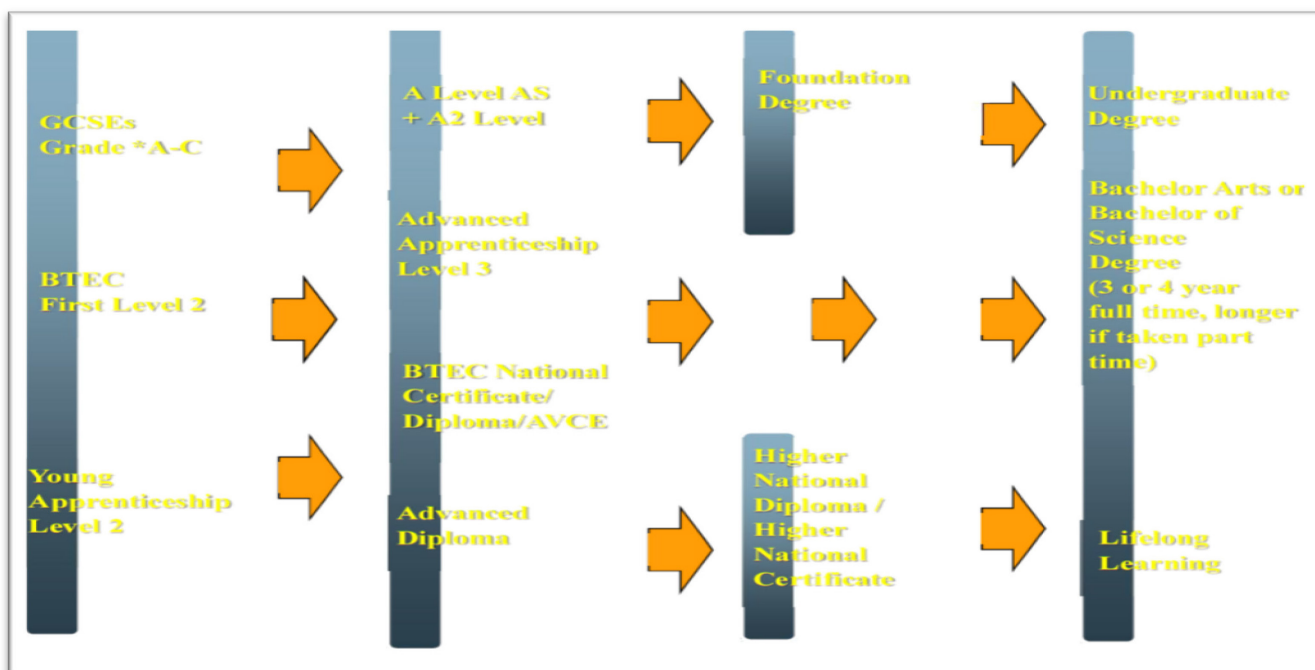 GCSEs
Grade *A-C
BTEC
First Level 2
Young
Apprenticeship
Level 2
A Level AS
+ A2 Level
Advanced
Apprenticeship
Level 3
BTEC National
Certificate/
Diploma/AVCE
Advanced
Diploma
Foundation
Degree
Higher
National
Diploma /
Higher
National
Certificate
Undergraduate
Degree
Bachelor Arts or
Bachelor of
Science
Degree
(3 or 4 year
full time, longer
if taken part
time)
Lifelong
Learning